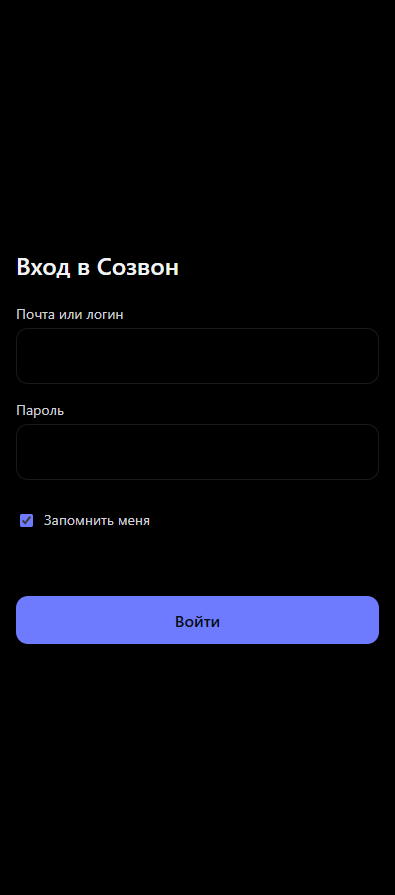 Вход в Созвон
Почта или логин
Пароль
Запомнить меня
Войти